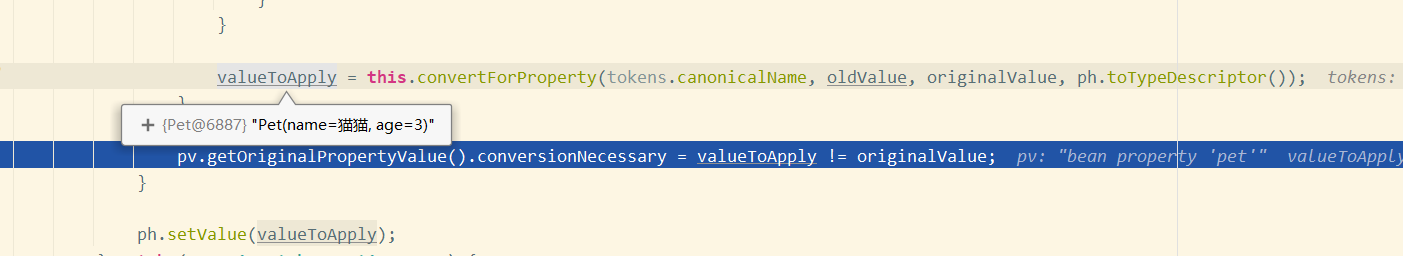 }
}
valueToApply = this.convertForProperty(tokens.canonicalName, oldValue, originalValue, ph.toTypeDescriptor()); tokens:
}
+ {Pet@6887} "Pet(name=猫猫, age=3)"
pv.getOriginalPropertyValue().conversionNecessary = valueToApply != originalValue; pv: "bean property 'pet'" valueToApply
}
ph.setValue(valueToApply);